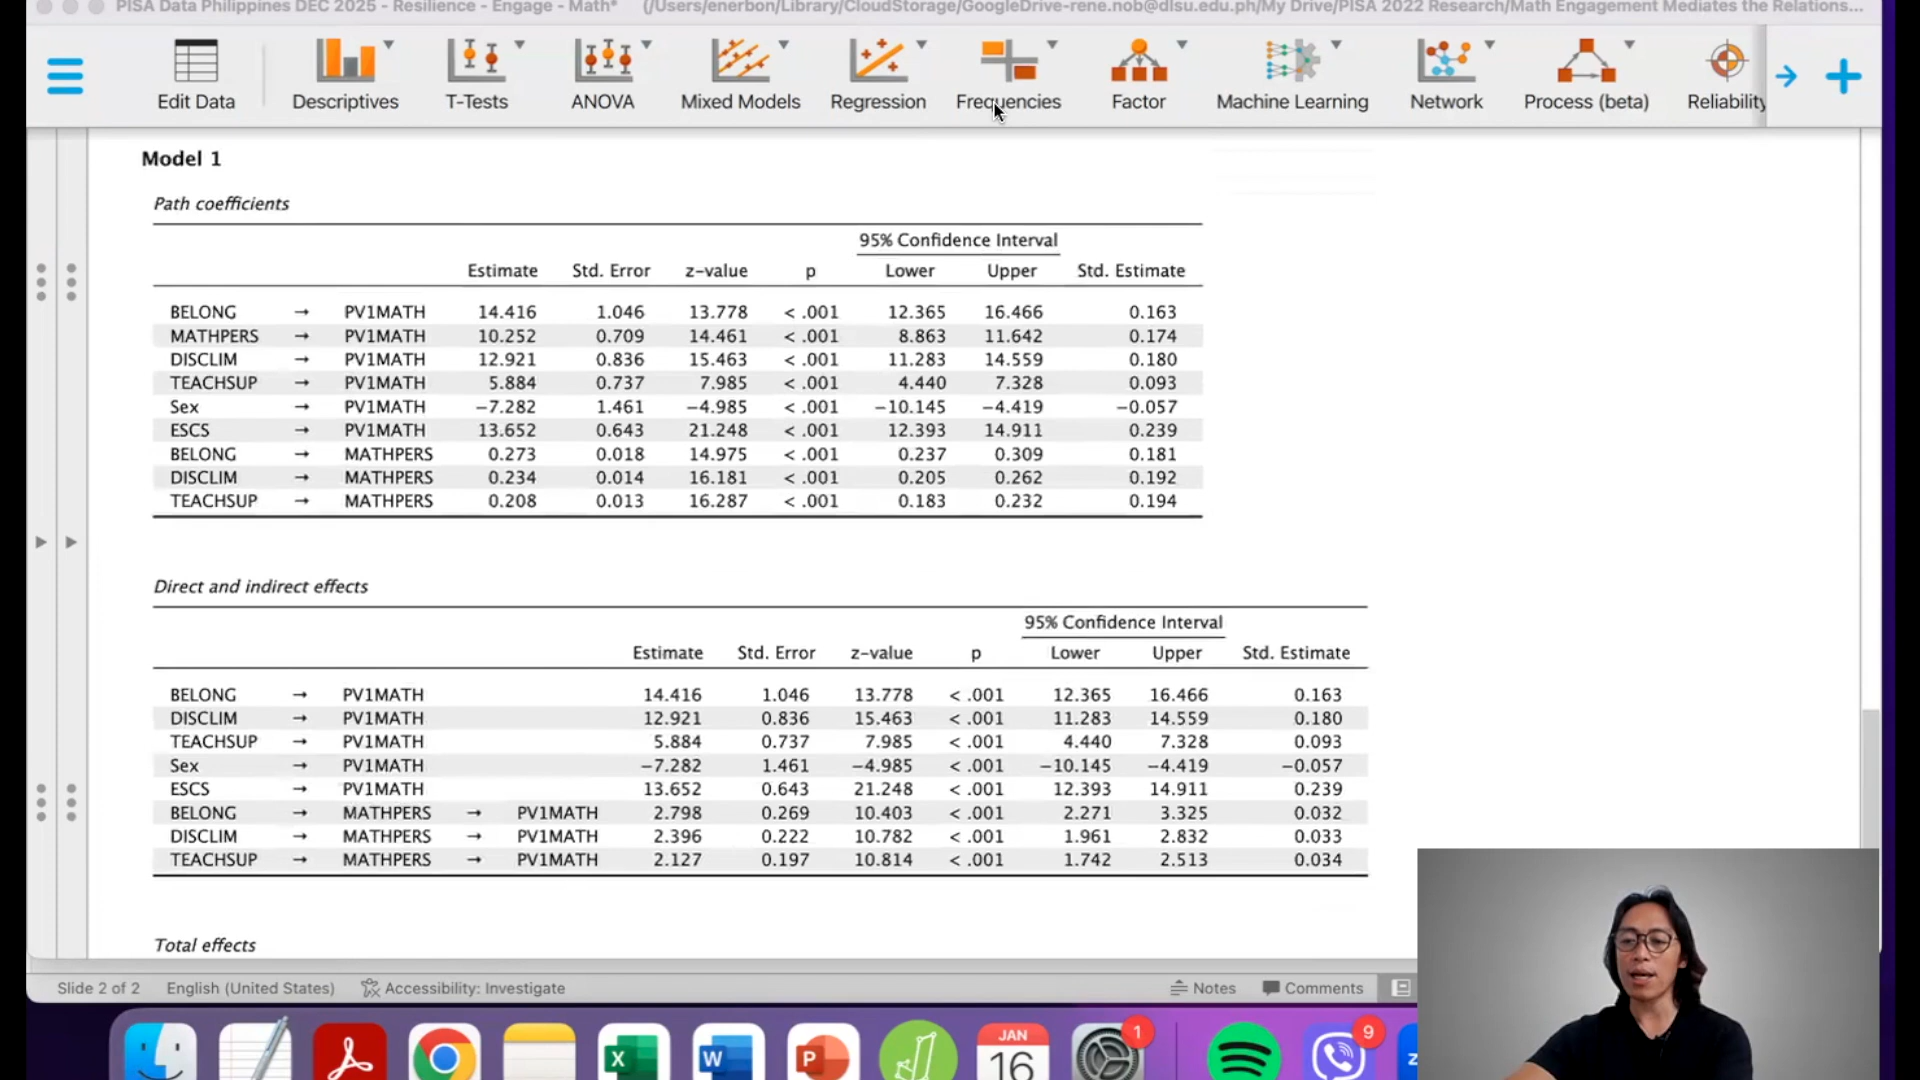 PISA Data Philippines DEC 2025 - Resilience - Engage - Math* (/Users/enerbon/Library/CloudStorage/GoogleDrive-rene.nob@dlsu.edu.ph/My Drive/PISA 2022 Research/Math Engagement Mediates the Relations...
Edit Data Descriptives T-Tests ANOVA Mixed Models Regression Frequencies Factor Machine Learning Network Process (beta) Reliability
Model 1
Path coefficients
95% Confidence Interval
Estimate Std. Error z-value p Lower Upper Std. Estimate
BELONG → PV1MATH 14.416 1.046 13.778 < .001 12.365 16.466 0.163
MATHPERS → PV1MATH 10.252 0.709 14.461 < .001 8.863 11.642 0.174
DISCLIM → PV1MATH 12.921 0.836 15.463 < .001 11.283 14.559 0.180
TEACHSUP → PV1MATH 5.884 0.737 7.985 < .001 4.440 7.328 0.093
Sex → PV1MATH −7.282 1.461 −4.985 < .001 −10.145 −4.419 −0.057
ESCS → PV1MATH 13.652 0.643 21.248 < .001 12.393 14.911 0.239
BELONG → MATHPERS 0.273 0.018 14.975 < .001 0.237 0.309 0.181
DISCLIM → MATHPERS 0.234 0.014 16.181 < .001 0.205 0.262 0.192
TEACHSUP → MATHPERS 0.208 0.013 16.287 < .001 0.183 0.232 0.194
Direct and indirect effects
95% Confidence Interval
Estimate Std. Error z-value p Lower Upper Std. Estimate
BELONG → PV1MATH 14.416 1.046 13.778 < .001 12.365 16.466 0.163
DISCLIM → PV1MATH 12.921 0.836 15.463 < .001 11.283 14.559 0.180
TEACHSUP → PV1MATH 5.884 0.737 7.985 < .001 4.440 7.328 0.093
Sex → PV1MATH −7.282 1.461 −4.985 < .001 −10.145 −4.419 −0.057
ESCS → PV1MATH 13.652 0.643 21.248 < .001 12.393 14.911 0.239
BELONG → MATHPERS → PV1MATH 2.798 0.269 10.403 < .001 2.271 3.325 0.032
DISCLIM → MATHPERS → PV1MATH 2.396 0.222 10.782 < .001 1.961 2.832 0.033
TEACHSUP → MATHPERS → PV1MATH 2.127 0.197 10.814 < .001 1.742 2.513 0.034
Total effects
Slide 2 of 2 English (United States) Accessibility: Investigate Notes Comments
JAN 1 9
X W P 16 z